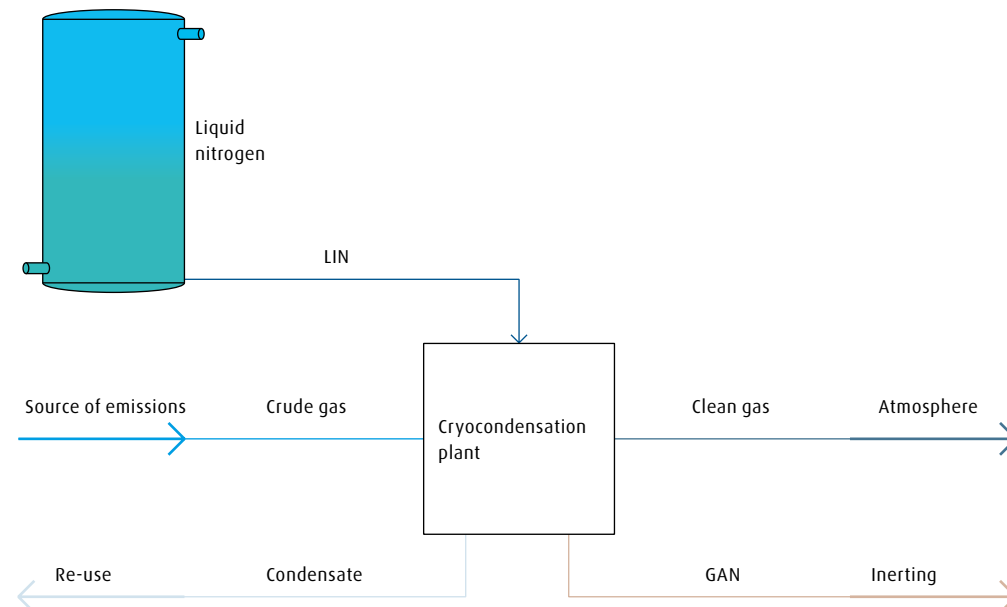 Liquid
nitrogen
LIN
Source of emissions
Crude gas
Cryocondensation
plant
Clean gas
Atmosphere
Re-use
Condensate
GAN
Inerting